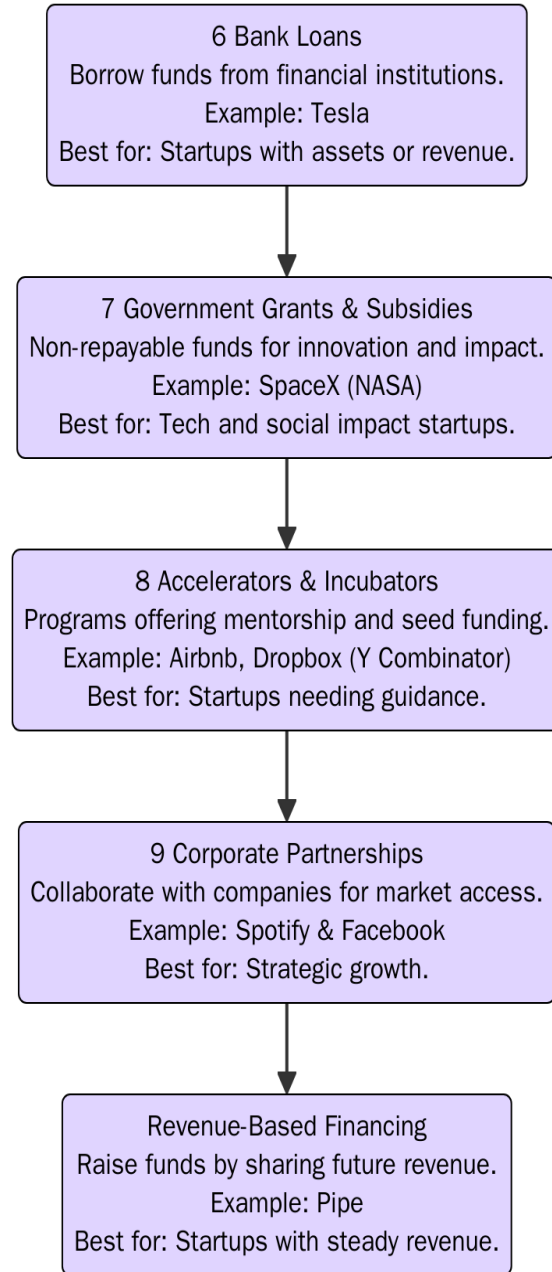 6 Bank Loans
Borrow funds from financial institutions.
Example: Tesla
Best for: Startups with assets or revenue.
7 Government Grants & Subsidies
Non-repayable funds for innovation and impact.
Example: SpaceX (NASA)
Best for: Tech and social impact startups.
8 Accelerators & Incubators
Programs offering mentorship and seed funding.
Example: Airbnb, Dropbox (Y Combinator)
Best for: Startups needing guidance.
9 Corporate Partnerships
Collaborate with companies for market access.
Example: Spotify & Facebook
Best for: Strategic growth.
Revenue-Based Financing
Raise funds by sharing future revenue.
Example: Pipe
Best for: Startups with steady revenue.